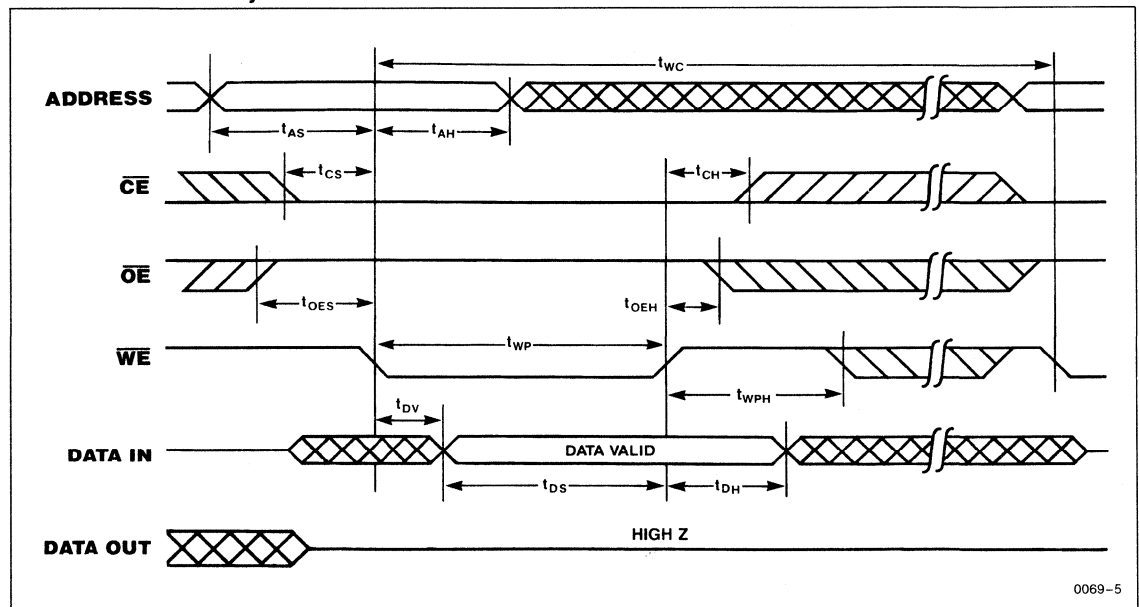 tWC
ADDRESS
tAS
tAH
CE
tCS
tCH
OE
tOES
tOEH
WE
tWP
tWPH
tDV
DATA IN
DATA VALID
tDS
tDH
DATA OUT
HIGH Z
0069–5